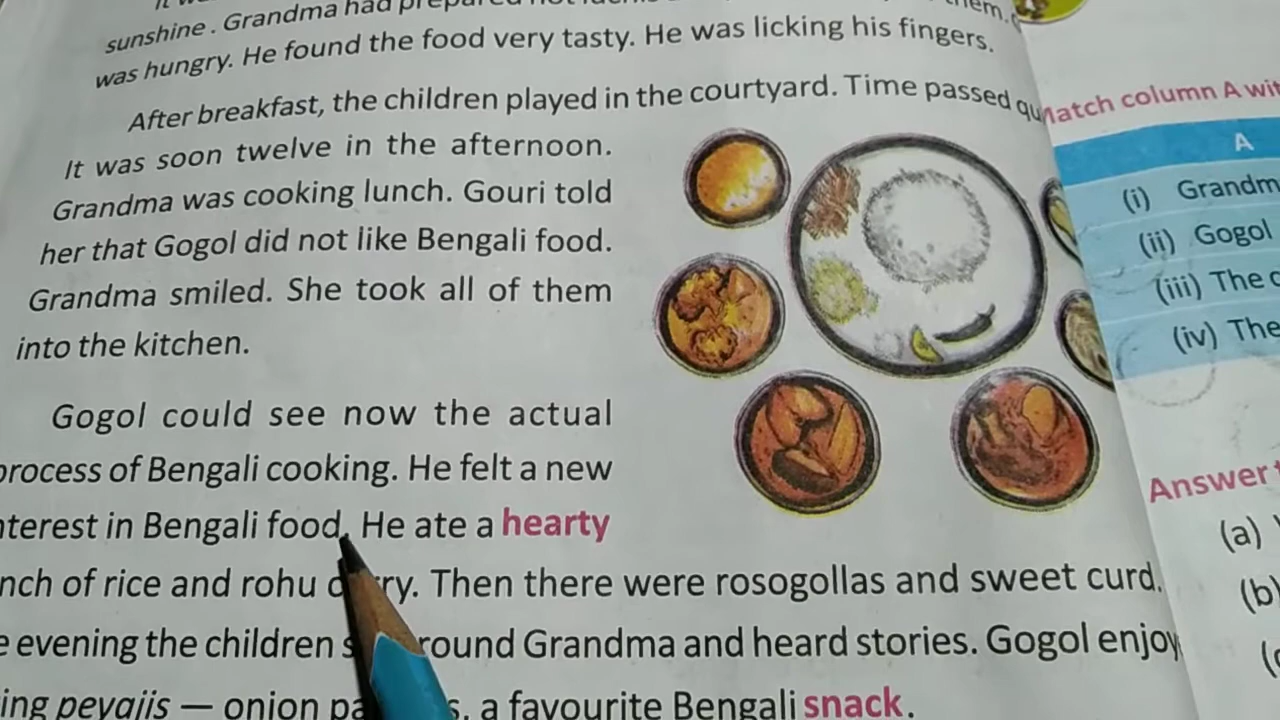 sunshine. Grandma had
was hungry. He found the food very tasty. He was licking his fingers.
After breakfast, the children played in the courtyard. Time passed qu
It was soon twelve in the afternoon.
Grandma was cooking lunch. Gouri told
her that Gogol did not like Bengali food.
Grandma smiled. She took all of them
into the kitchen.
Gogol could see now the actual
process of Bengali cooking. He felt a new
nterest in Bengali food. He ate a hearty
nch of rice and rohu curry. Then there were rosogollas and sweet curd.
e evening the children s round Grandma and heard stories. Gogol enjoy
ing peyajis — onion pa s, a favourite Bengali snack.
Match column A wit
A
(i) Grandm
(ii) Gogol
(iii) The c
(iv) The
Answer t
(a)
(b)